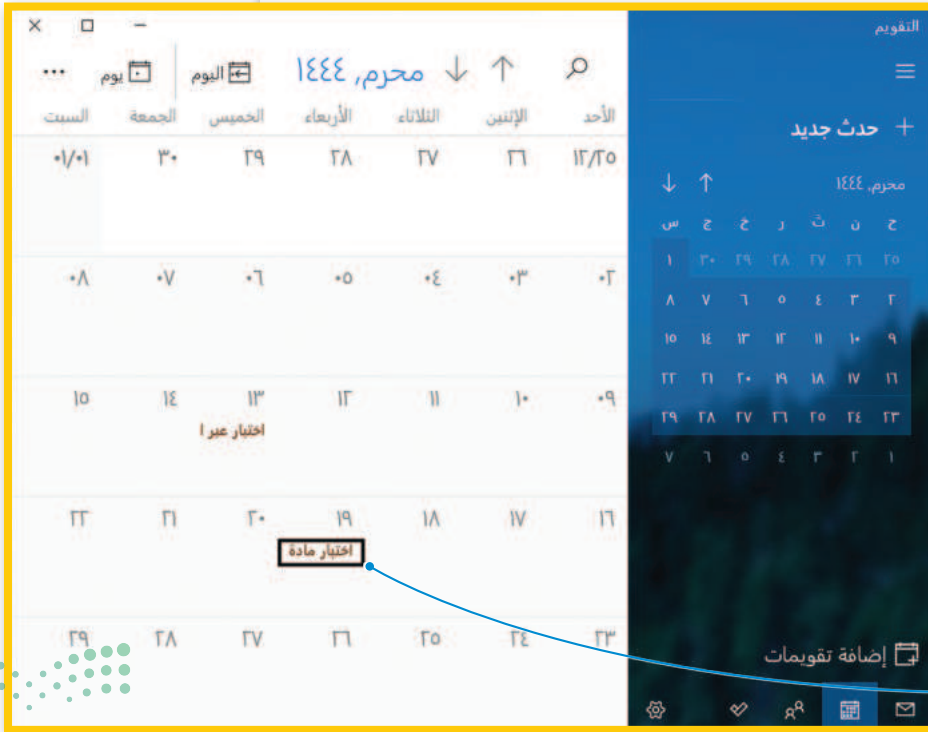 التقويم
+ حدث جديد
محرم, ١٤٤٤
ح ن ث ر خ ج س
٢٥ ٢٦ ٢٧ ٢٨ ٢٩ ٣٠ ١
٢ ٣ ٤ ٥ ٦ ٧ ٨
٩ ١٠ ١١ ١٢ ١٣ ١٤ ١٥
١٦ ١٧ ١٨ ١٩ ٢٠ ٢١ ٢٢
٢٣ ٢٤ ٢٥ ٢٦ ٢٧ ٢٨ ٢٩
١ ٢ ٣ ٤ ٥ ٦ ٧
إضافة تقويمات
محرم, ١٤٤٤ اليوم يوم ...
الأحد الإثنين الثلاثاء الأربعاء الخميس الجمعة السبت
١٢/٢٥ ٢٦ ٢٧ ٢٨ ٢٩ ٣٠ ٠١/٠١
٠٢ ٠٣ ٠٤ ٠٥ ٠٦ ٠٧ ٠٨
٠٩ ١٠ ١١ ١٢ ١٣ ١٤ ١٥
اختبار عبر ا
١٦ ١٧ ١٨ ١٩ ٢٠ ٢١ ٢٢
اختبار مادة
٢٣ ٢٤ ٢٥ ٢٦ ٢٧ ٢٨ ٢٩